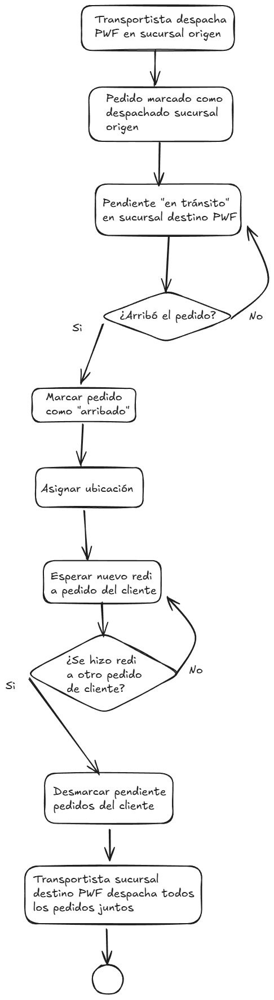 Transportista despacha
PWF en sucursal origen
Pedido marcado como
despachado sucursal
origen
Pendiente "en tránsito"
en sucursal destino PWF
¿Arribó el pedido?
No
Si
Marcar pedido
como "arribado"
Asignar ubicación
Esperar nuevo redi
a pedido del cliente
¿Se hizo redi
a otro pedido
de cliente?
No
Si
Desmarcar pendiente
pedidos del cliente
Transportista sucursal
destino PWF despacha todos
los pedidos juntos